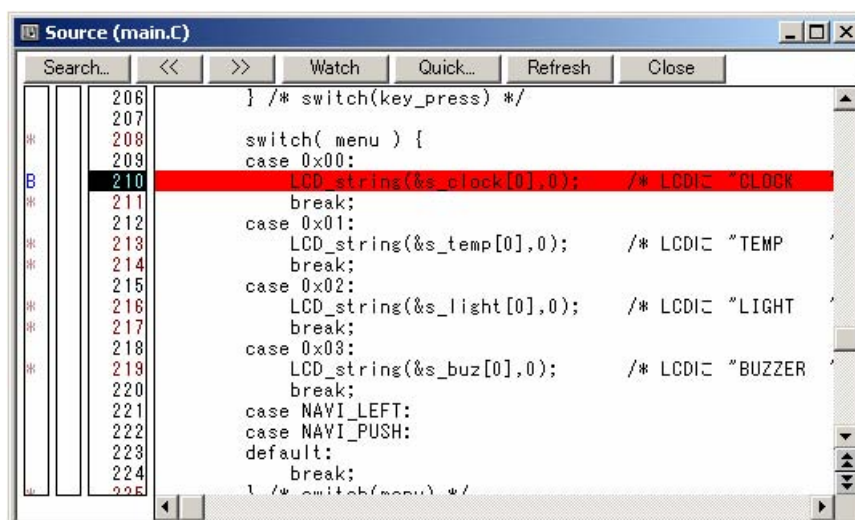 Source (main.C)
Search... << >> Watch Quick... Refresh Close
206 } /* switch(key_press) */
207
* 208 switch( menu ) {
209 case 0x00:
B 210 LCD_string(&s_clock[0],0); /* LCDに "CLOCK "
* 211 break;
212 case 0x01:
* 213 LCD_string(&s_temp[0],0); /* LCDに "TEMP "
* 214 break;
215 case 0x02:
* 216 LCD_string(&s_light[0],0); /* LCDに "LIGHT "
* 217 break;
218 case 0x03:
* 219 LCD_string(&s_buz[0],0); /* LCDに "BUZZER "
220 break;
221 case NAVI_LEFT:
222 case NAVI_PUSH:
223 default:
224 break;
* 225 } /* switch(menu) */